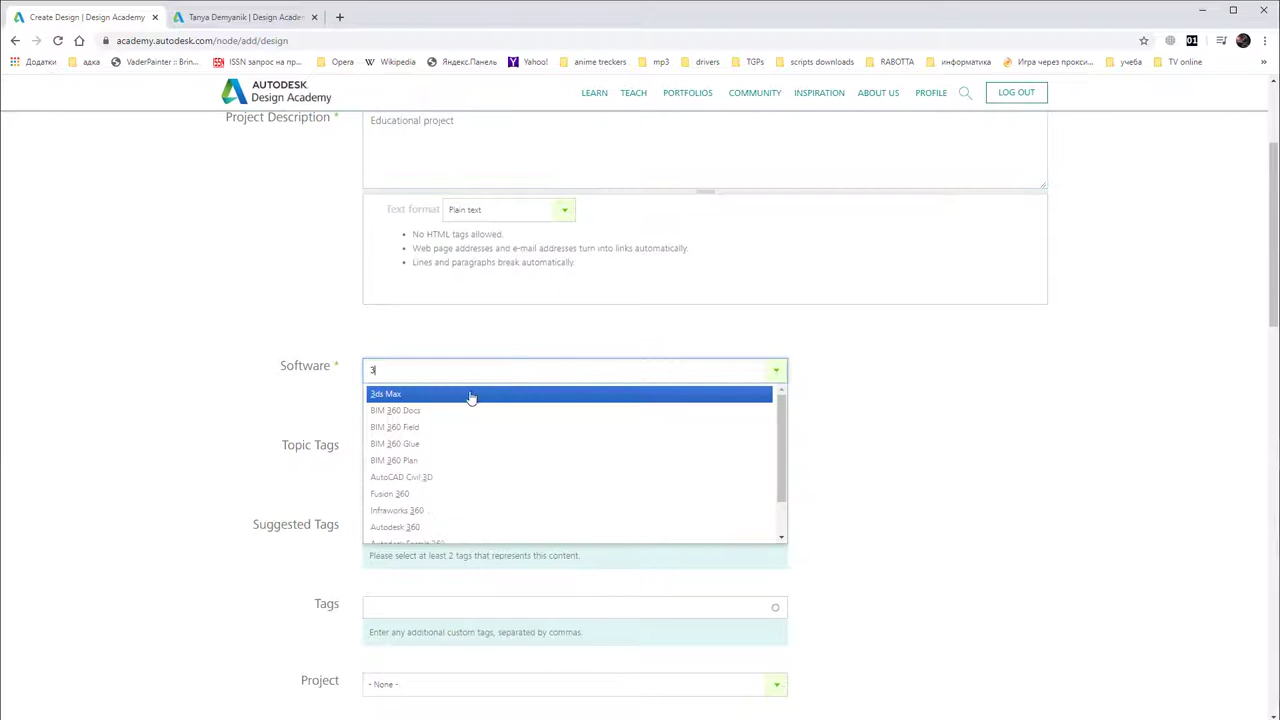 Create Design | Design Academy
Tanya Demyanik | Design Acade
academy.autodesk.com/node/add/design
Додатки
адка
VaderPainter :: Brin...
ISSN запрос на пр...
Opera
Wikipedia
Яндекс.Панель
Yahoo!
anime treckers
mp3
drivers
TGPs
scripts downloads
RABOTTA
информатика
Игра через прокси...
учеба
TV online
AUTODESK
Design Academy
LEARN
TEACH
PORTFOLIOS
COMMUNITY
INSPIRATION
ABOUT US
PROFILE
LOG OUT
Project Description *
Educational project
Text format
Plain text
No HTML tags allowed.
Web page addresses and e-mail addresses turn into links automatically.
Lines and paragraphs break automatically.
Software *
3
3ds Max
BIM 360 Docs
BIM 360 Field
BIM 360 Glue
BIM 360 Plan
AutoCAD Civil 3D
Fusion 360
Infraworks 360
Autodesk 360
Topic Tags
Suggested Tags
Please select at least 2 tags that represents this content.
Tags
Enter any additional custom tags, separated by commas.
Project
- None -